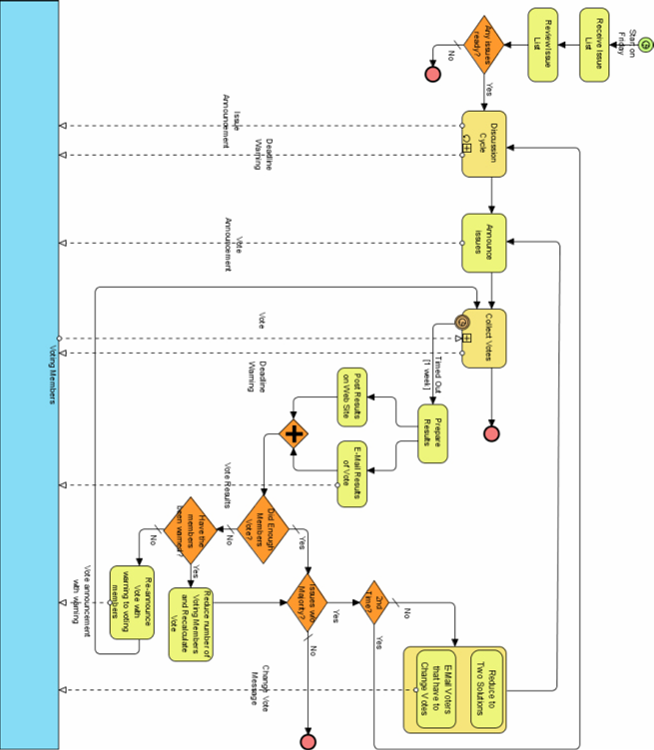 Start on
Friday
Receive Issue
List
Review Issue
List
Any issues
ready?
No
Yes
Discussion
Cycle
Issue
Announcement
Deadline
Warning
Announce
Issues
Vote
Announcement
Collect Votes
Vote
Deadline
Warning
Timed Out
[1 week]
Prepare
Results
Post Results
on Web Site
E-Mail Results
of Vote
Vote Results
Did Enough
Members
Vote?
Yes
No
Have the
members
been warned?
No
Yes
Re-announce
Vote with
warning to voting
members
Vote announcement
with warning
Reduce number of
Voting Members
and Recalculate
Vote
Issues w/o
Majority?
Yes
No
2nd
Time?
No
Yes
Reduce to
Two Solutions
E-Mail Voters
that have to
Change Votes
Change Vote
Message
Voting Members